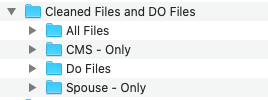 Cleaned Files and DO Files
All Files
CMS - Only
Do Files
Spouse - Only